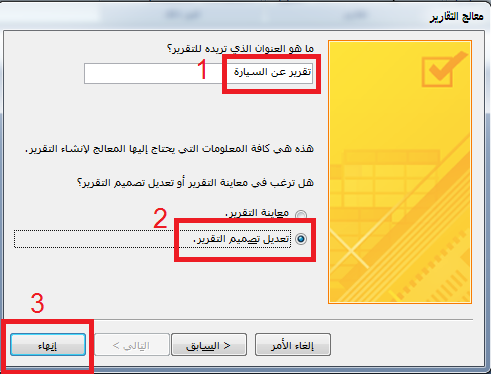 معالج التقارير
ما هو العنوان الذي تريده للتقرير؟
1
تقرير عن السيارة
هذه هي كافة المعلومات التي يحتاج إليها المعالج لإنشاء التقرير.
هل ترغب في معاينة التقرير أو تعديل تصميم التقرير؟
معاينة التقرير.
2
تعديل تصميم التقرير.
3
إلغاء الأمر
< السابق
التالي >
إنهاء